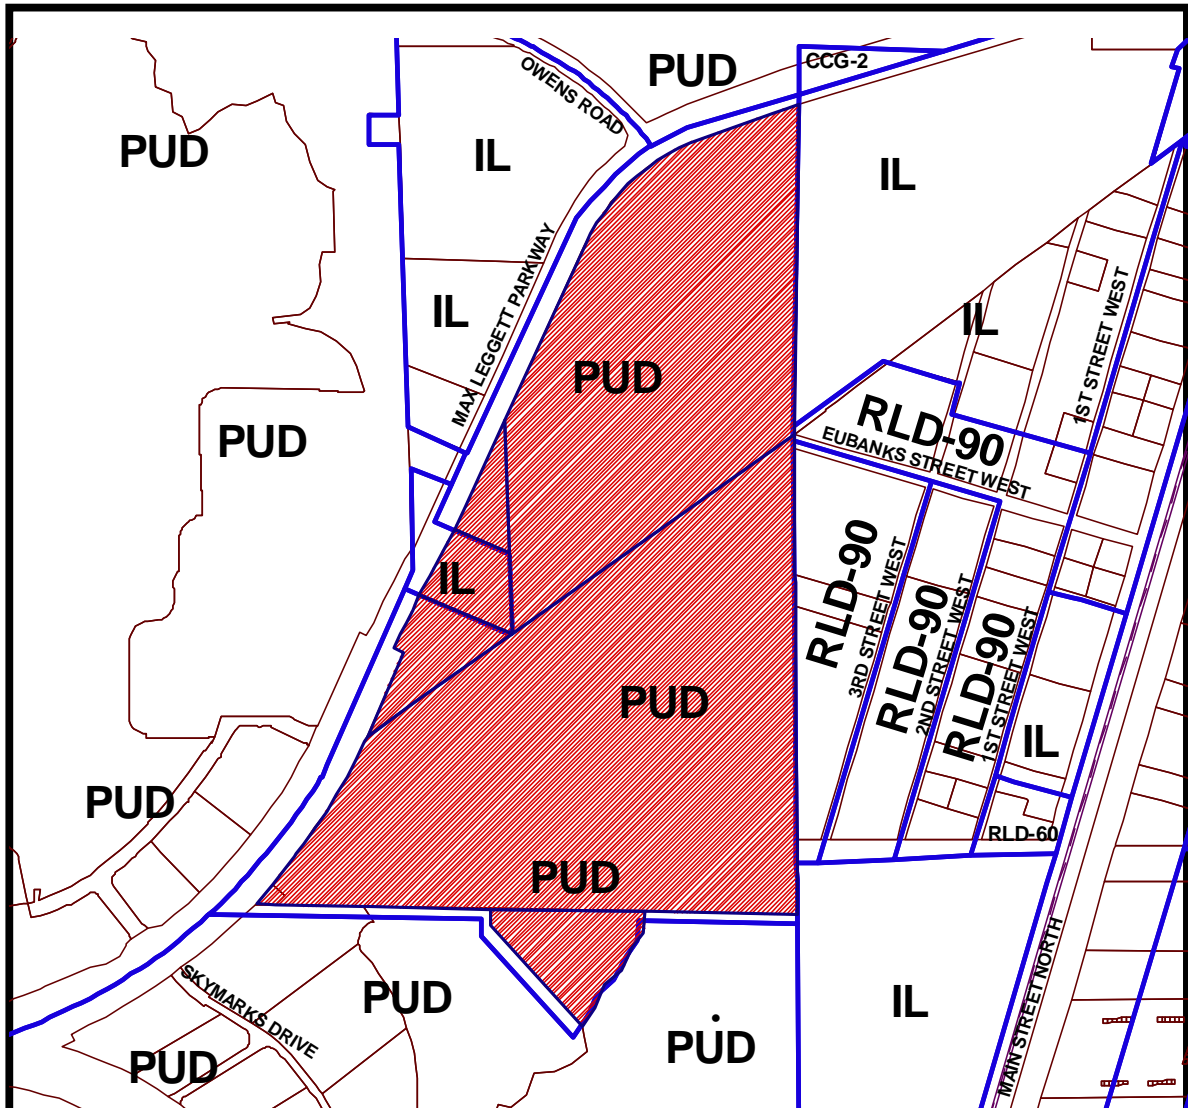 PUD
CCG-2
OWENS ROAD
PUD
IL
IL
MAX LEGGETT PARKWAY
IL
IL
1ST STREET WEST
PUD
PUD
RLD-90
EUBANKS STREET WEST
IL
RLD-90
3RD STREET WEST
RLD-90
2ND STREET WEST
RLD-90
1ST STREET WEST
PUD
IL
PUD
RLD-60
PUD
SKYMARKS DRIVE
PUD
IL
MAIN STREET NORTH
PUD
PUD